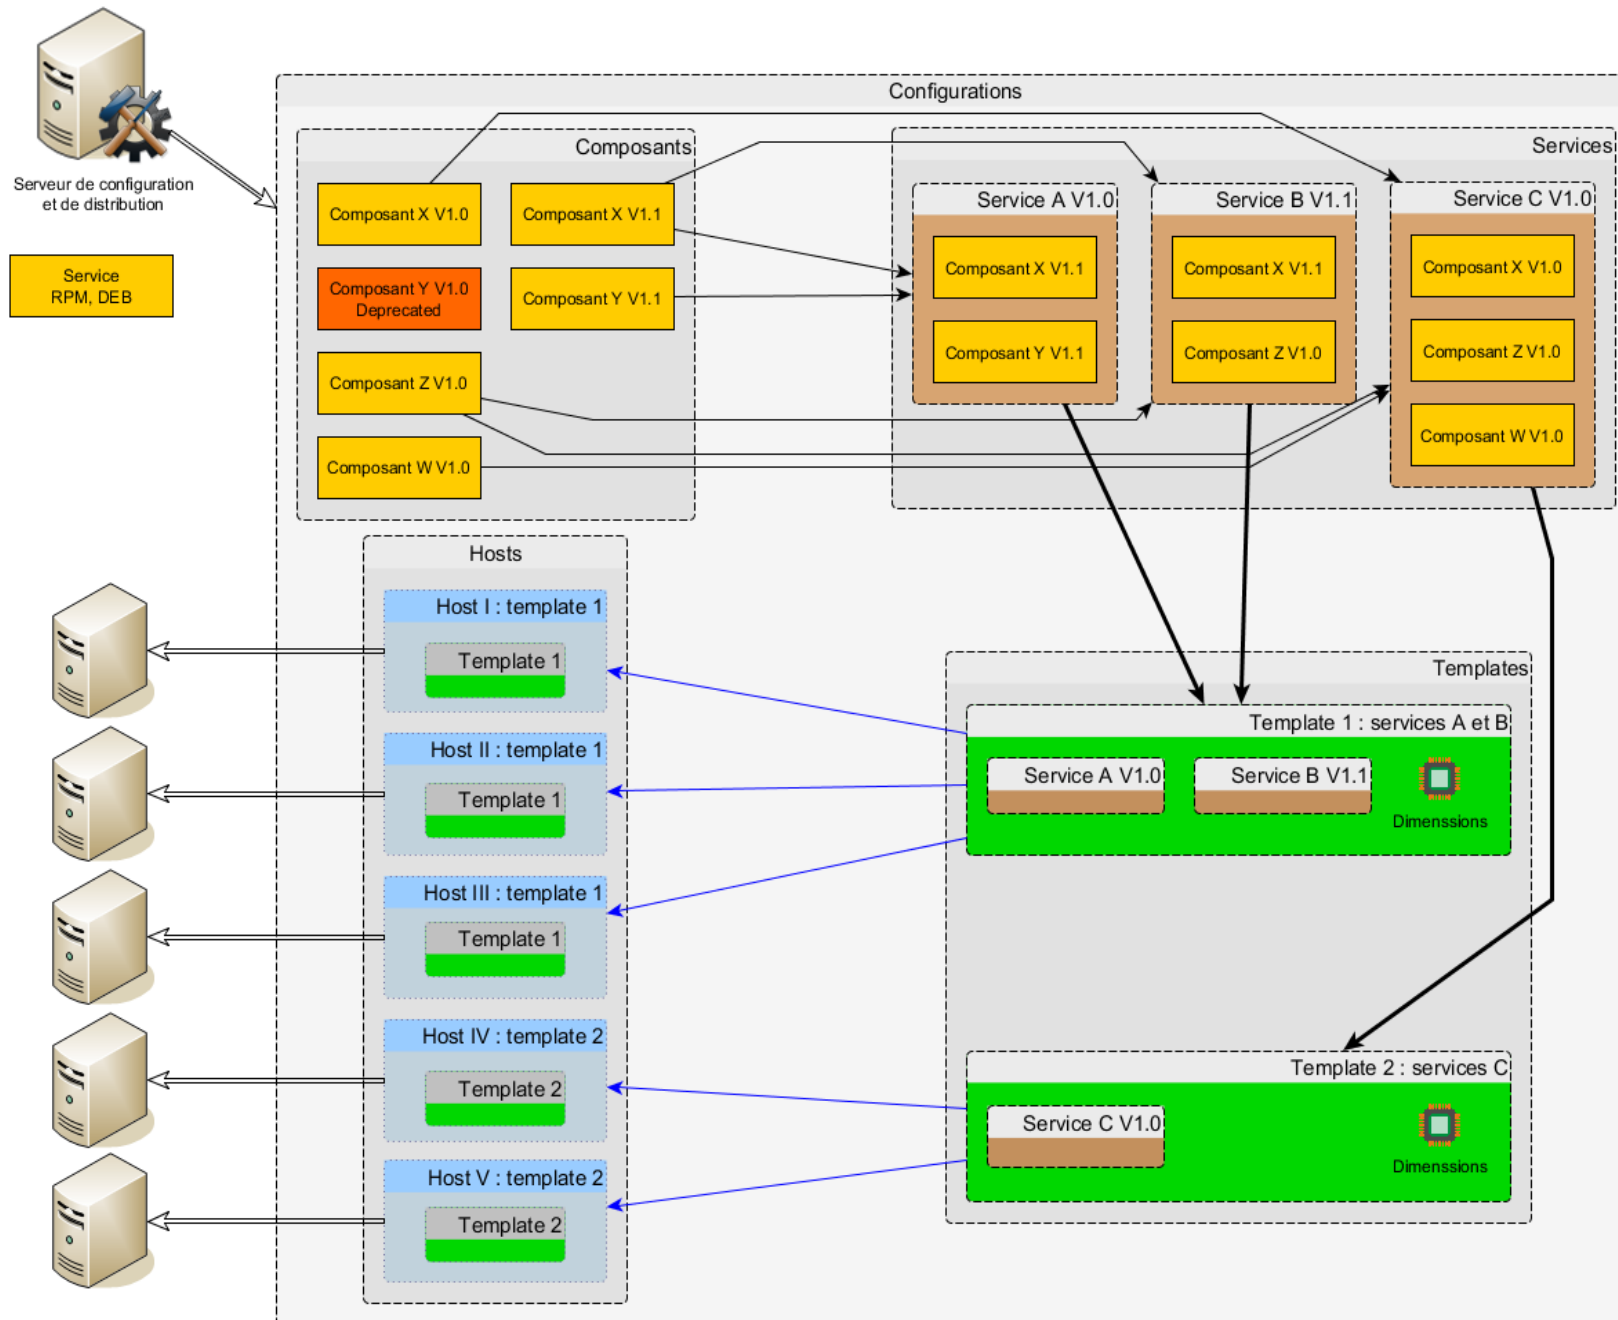 Serveur de configuration
et de distribution
Service
RPM, DEB
Configurations
Composants
Composant X V1.0
Composant X V1.1
Composant Y V1.0
Deprecated
Composant Y V1.1
Composant Z V1.0
Composant W V1.0
Services
Service A V1.0
Composant X V1.1
Composant Y V1.1
Service B V1.1
Composant X V1.1
Composant Z V1.0
Service C V1.0
Composant X V1.0
Composant Z V1.0
Composant W V1.0
Hosts
Host I : template 1
Template 1
Host II : template 1
Template 1
Host III : template 1
Template 1
Host IV : template 2
Template 2
Host V : template 2
Template 2
Templates
Template 1 : services A et B
Service A V1.0
Service B V1.1
Dimenssions
Template 2 : services C
Service C V1.0
Dimenssions